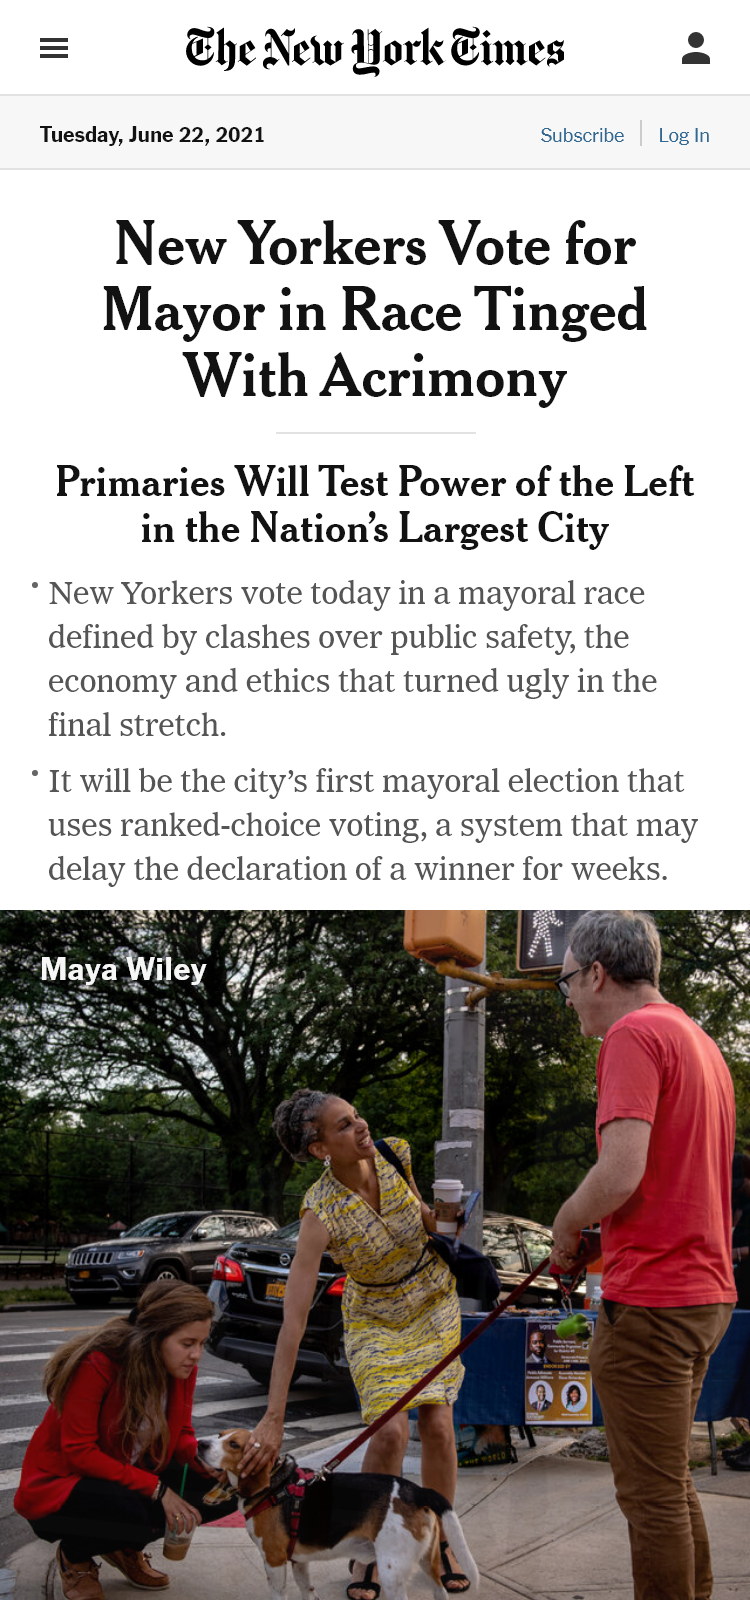 The New York Times
Tuesday, June 22, 2021
Subscribe
Log In
New Yorkers Vote for
Mayor in Race Tinged
With Acrimony
Primaries Will Test Power of the Left
in the Nation’s Largest City
• New Yorkers vote today in a mayoral race
defined by clashes over public safety, the
economy and ethics that turned ugly in the
final stretch.
• It will be the city’s first mayoral election that
uses ranked-choice voting, a system that may
delay the declaration of a winner for weeks.
Maya Wiley